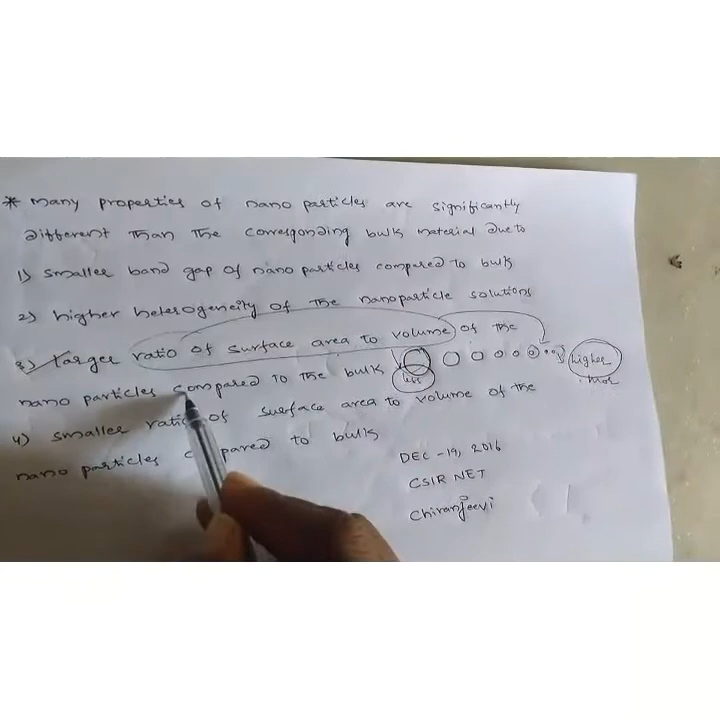 * many properties of nano particles are significantly
different than the corresponding bulk material due to
1) smaller band gap of nano particles compared to bulk
2) higher heterogeneity of the nanoparticle solutions
3) Larger ratio of surface area to volume of the
nano particles compared to the bulk less higher
more
4) smaller ratio of surface area to volume of the
nano particles compared to bulk
DEC - 19, 2016
CSIR NET
Chiranjeevi